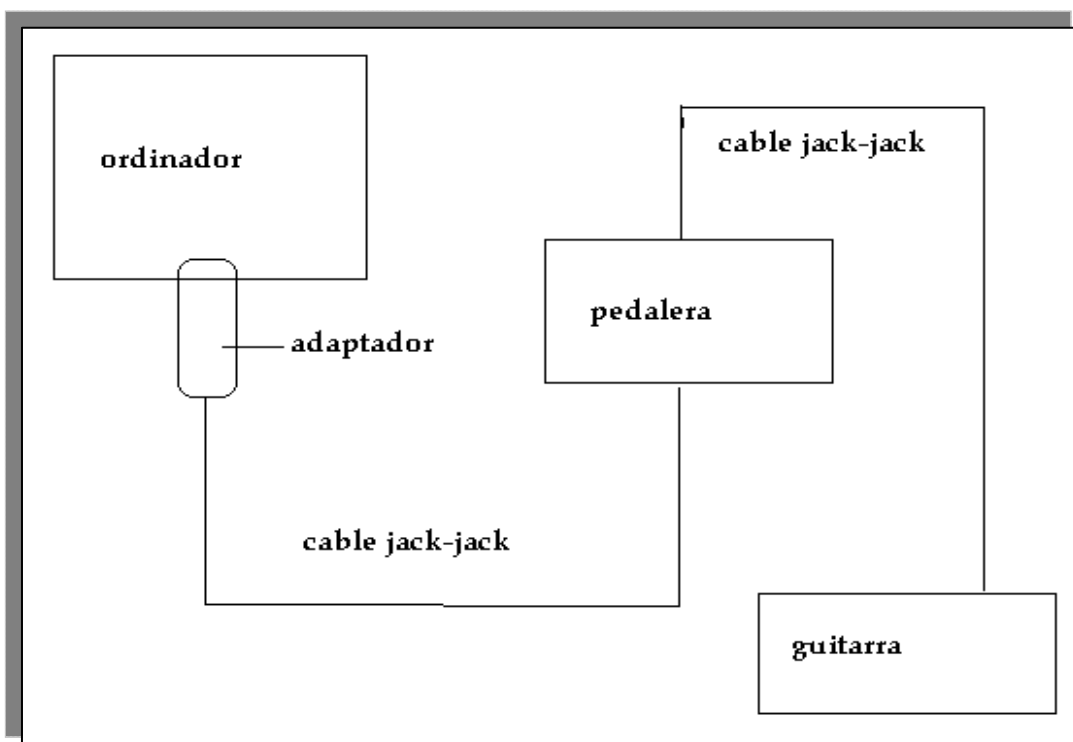 ordinador
cable jack-jack
pedalera
adaptador
cable jack-jack
guitarra